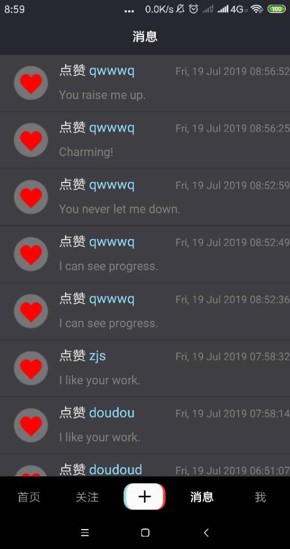 8:59
... 0.0K/s 4G
消息
点赞 qwwwq Fri, 19 Jul 2019 08:56:52
You raise me up.
点赞 qwwwq Fri, 19 Jul 2019 08:56:25
Charming!
点赞 qwwwq Fri, 19 Jul 2019 08:52:59
You never let me down.
点赞 qwwwq Fri, 19 Jul 2019 08:52:49
I can see progress.
点赞 qwwwq Fri, 19 Jul 2019 08:52:36
I can see progress.
点赞 zjs Fri, 19 Jul 2019 07:58:32
I like your work.
点赞 doudou Fri, 19 Jul 2019 07:58:14
I like your work.
点赞 doudoud Fri, 19 Jul 2019 06:51:07
首页 关注 + 消息 我